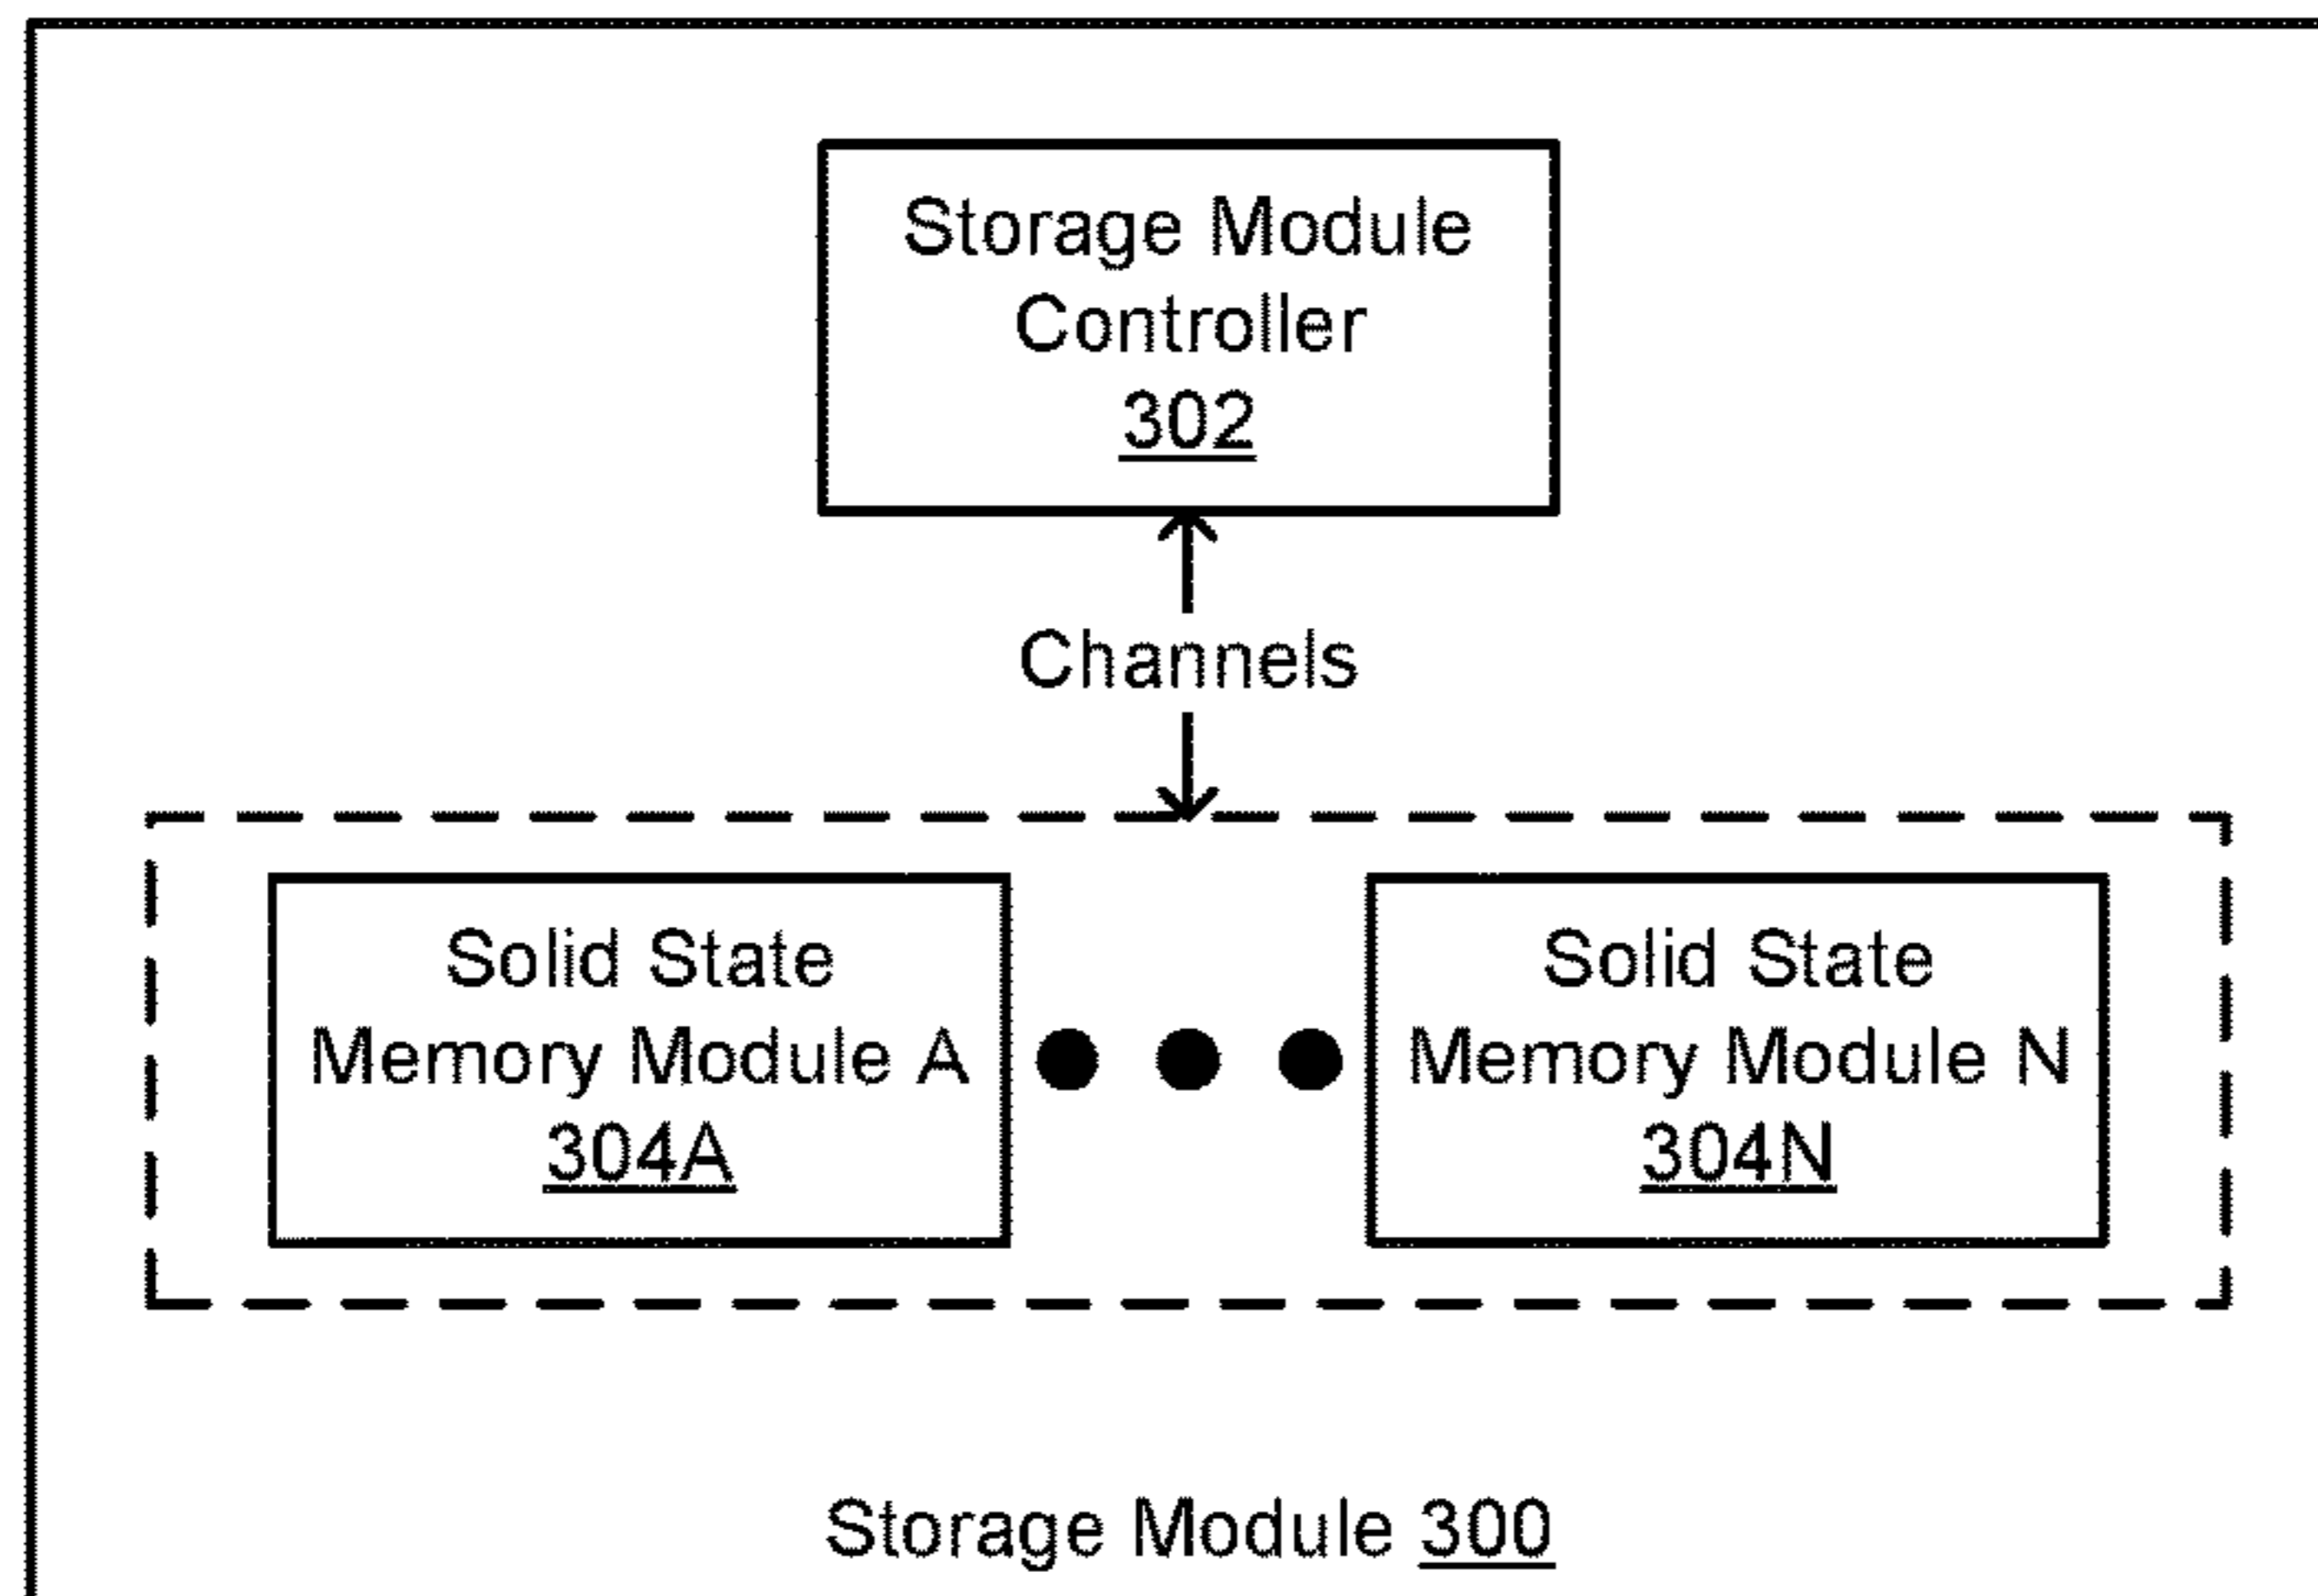 Storage Module
Controller
302
Channels
Solid State
Memory Module A
304A
Solid State
Memory Module N
304N
Storage Module 300